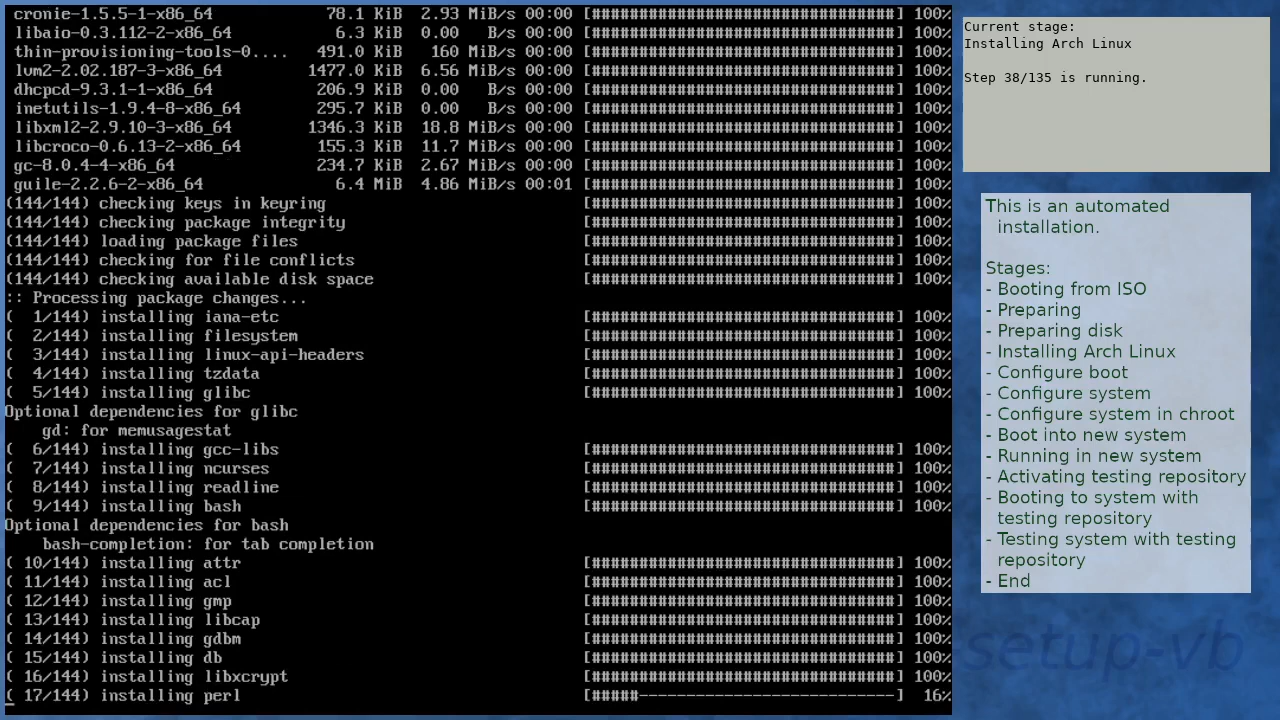 cronie-1.5.5-1-x86_64 78.1 KiB 2.93 MiB/s 00:00 [################################] 100%
libaio-0.3.112-2-x86_64 6.3 KiB 0.00 B/s 00:00 [################################] 100%
thin-provisioning-tools-0.... 491.0 KiB 160 MiB/s 00:00 [################################] 100%
lvm2-2.02.187-3-x86_64 1477.0 KiB 6.56 MiB/s 00:00 [################################] 100%
dhcpcd-9.3.1-1-x86_64 206.9 KiB 0.00 B/s 00:00 [################################] 100%
inetutils-1.9.4-8-x86_64 295.7 KiB 0.00 B/s 00:00 [################################] 100%
libxml2-2.9.10-3-x86_64 1346.3 KiB 18.8 MiB/s 00:00 [################################] 100%
libcroco-0.6.13-2-x86_64 155.3 KiB 11.7 MiB/s 00:00 [################################] 100%
gc-8.0.4-4-x86_64 234.7 KiB 2.67 MiB/s 00:00 [################################] 100%
guile-2.2.6-2-x86_64 6.4 MiB 4.86 MiB/s 00:01 [################################] 100%
(144/144) checking keys in keyring [################################] 100%
(144/144) checking package integrity [################################] 100%
(144/144) loading package files [################################] 100%
(144/144) checking for file conflicts [################################] 100%
(144/144) checking available disk space [################################] 100%
:: Processing package changes...
( 1/144) installing iana-etc [################################] 100%
( 2/144) installing filesystem [################################] 100%
( 3/144) installing linux-api-headers [################################] 100%
( 4/144) installing tzdata [################################] 100%
( 5/144) installing glibc [################################] 100%
Optional dependencies for glibc
gd: for memusagestat
( 6/144) installing gcc-libs [################################] 100%
( 7/144) installing ncurses [################################] 100%
( 8/144) installing readline [################################] 100%
( 9/144) installing bash [################################] 100%
Optional dependencies for bash
bash-completion: for tab completion
( 10/144) installing attr [################################] 100%
( 11/144) installing acl [################################] 100%
( 12/144) installing gmp [################################] 100%
( 13/144) installing libcap [################################] 100%
( 14/144) installing gdbm [################################] 100%
( 15/144) installing db [################################] 100%
( 16/144) installing libxcrypt [################################] 100%
( 17/144) installing perl [#####---------------------------] 16%
Current stage:
Installing Arch Linux
Step 38/135 is running.
This is an automated
installation.
Stages:
- Booting from ISO
- Preparing
- Preparing disk
- Installing Arch Linux
- Configure boot
- Configure system
- Configure system in chroot
- Boot into new system
- Running in new system
- Activating testing repository
- Booting to system with
testing repository
- Testing system with testing
repository
- End
setup-vb